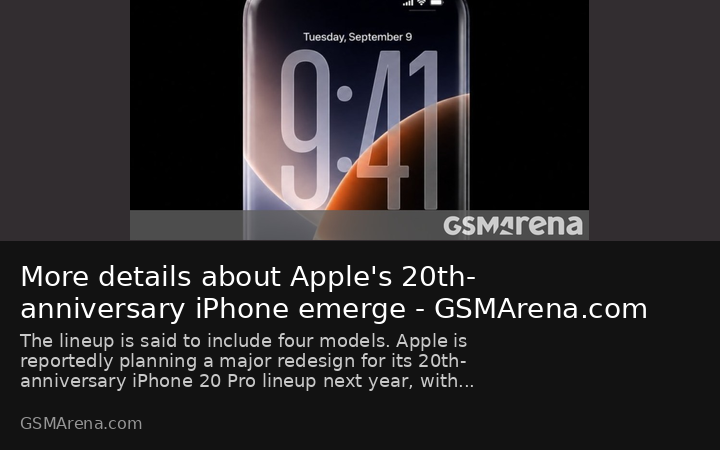 Tuesday, September 9
9:41
GSMArena
More details about Apple's 20th-
anniversary iPhone emerge - GSMArena.com
The lineup is said to include four models. Apple is
reportedly planning a major redesign for its 20th-
anniversary iPhone 20 Pro lineup next year, with...
GSMArena.com